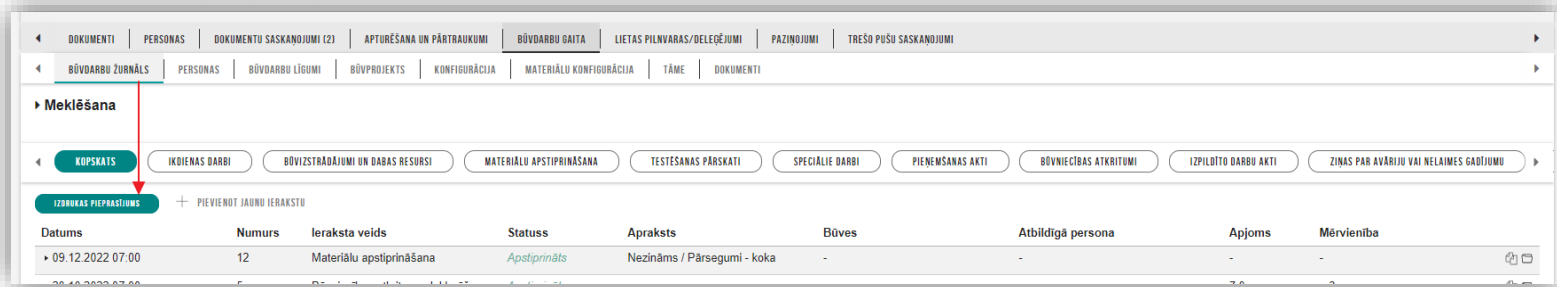 DOKUMENTI PERSONAS DOKUMENTU SASKAŅOJUMI (2) APTURĒŠANA UN PĀRTRAUKUMI BŪVDARBU GAITA LIETAS PILNVARAS/DELEĢĒJUMI PAZIŅOJUMI TREŠO PUŠU SASKAŅOJUMI
BŪVDARBU ŽURNĀLS PERSONAS BŪVDARBU LĪGUMI BŪVPROJEKTS KONFIGURĀCIJA MATERIĀLU KONFIGURĀCIJA TĀME DOKUMENTI
Meklēšana
KOPSKATS IKDIENAS DARBI BŪVIZSTRĀDĀJUMI UN DABAS RESURSI MATERIĀLU APSTIPRINĀŠANA TESTĒŠANAS PĀRSKATI SPECIĀLIE DARBI PIEŅEMŠANAS AKTI BŪVNIECĪBAS ATKRITUMI IZPILDĪTO DARBU AKTI ZIŅAS PAR AVĀRIJU VAI NELAIMES GADĪJUMU
IZDRUKAS PIEPRASĪJUMS + PIEVIENOT JAUNU IERAKSTU
Datums Numurs Ieraksta veids Statuss Apraksts Būves Atbildīgā persona Apjoms Mērvienība
09.12.2022 07:00 12 Materiālu apstiprināšana Apstiprināts Nezināms / Pārsegumi - koka - - - -